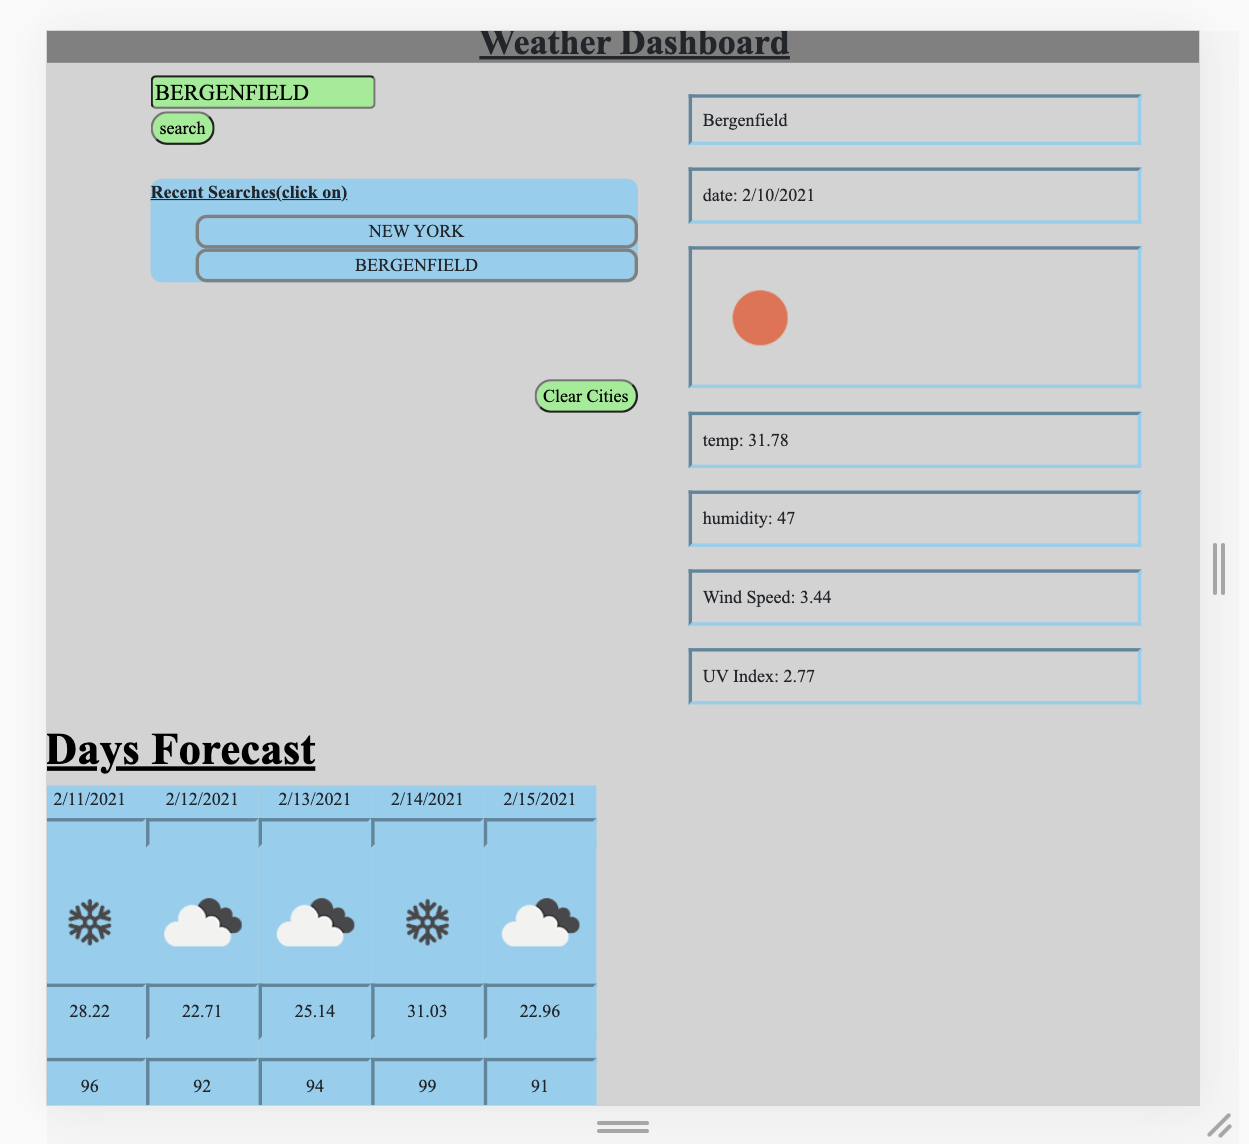 Weather Dashboard
BERGENFIELD
search
Recent Searches(click on)
NEW YORK
BERGENFIELD
Clear Cities
Bergenfield
date: 2/10/2021
temp: 31.78
humidity: 47
Wind Speed: 3.44
UV Index: 2.77
Days Forecast
2/11/2021 2/12/2021 2/13/2021 2/14/2021 2/15/2021
28.22 22.71 25.14 31.03 22.96
96 92 94 99 91